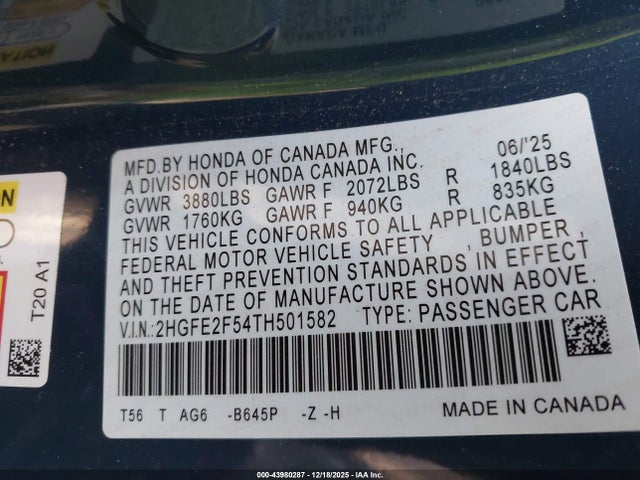 MFD.BY HONDA OF CANADA MFG., 06/'25
A DIVISION OF HONDA CANADA INC.
GVWR 3880LBS GAWR F 2072LBS R 1840LBS
GVWR 1760KG GAWR F 940KG R 835KG
THIS VEHICLE CONFORMS TO ALL APPLICABLE
FEDERAL MOTOR VEHICLE SAFETY , BUMPER ,
AND THEFT PREVENTION STANDARDS IN EFFECT
ON THE DATE OF MANUFACTURE SHOWN ABOVE.
V.I.N.: 2HGFE2F54TH501582 TYPE: PASSENGER CAR
T56 T AG6 -B645P -Z -H MADE IN CANADA
T20 A1
00-43980287 - 12/18/2025 - IAA Inc.